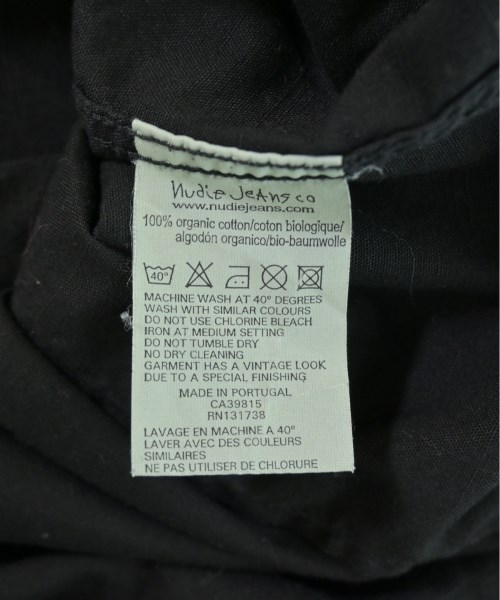 Nudie Jeans co
www.nudiejeans.com
100% organic cotton/coton biologique/
algodón organico/bio-baumwolle
40°
MACHINE WASH AT 40° DEGREES
WASH WITH SIMILAR COLOURS
DO NOT USE CHLORINE BLEACH
IRON AT MEDIUM SETTING
DO NOT TUMBLE DRY
NO DRY CLEANING
GARMENT HAS A VINTAGE LOOK
DUE TO A SPECIAL FINISHING
MADE IN PORTUGAL
CA39815
RN131738
LAVAGE EN MACHINE A 40°
LAVER AVEC DES COULEURS
SIMILAIRES
NE PAS UTILISER DE CHLORURE